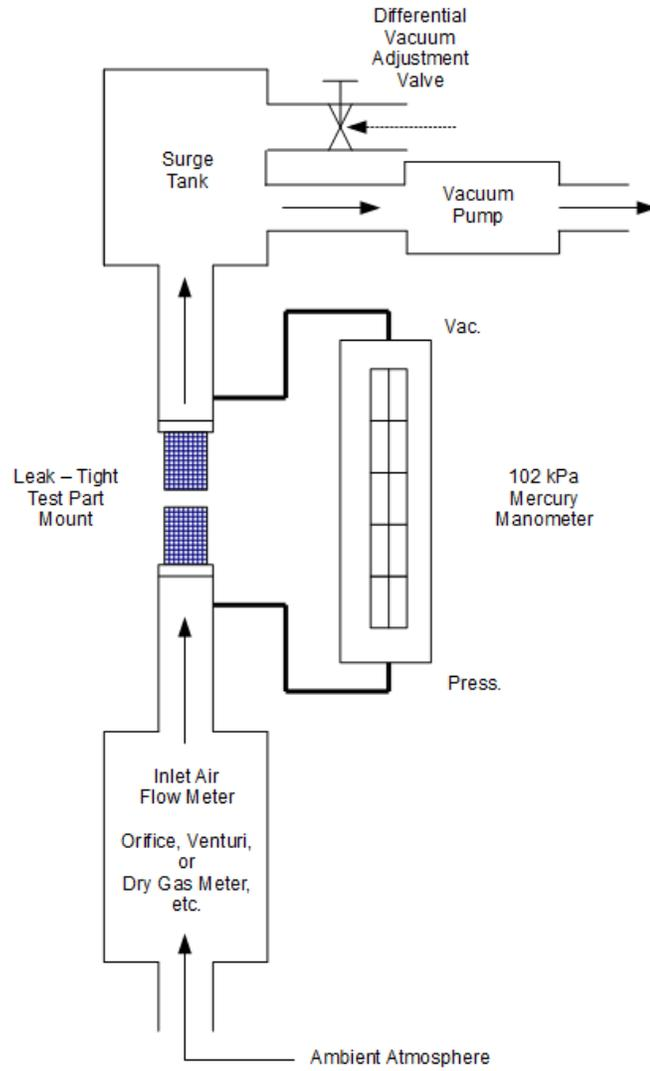 Differential
Vacuum
Adjustment
Valve
Surge
Tank
Vacuum
Pump
Vac.
Leak – Tight
Test Part
Mount
102 kPa
Mercury
Manometer
Press.
Inlet Air
Flow Meter
Orifice, Venturi,
or
Dry Gas Meter,
etc.
Ambient Atmosphere